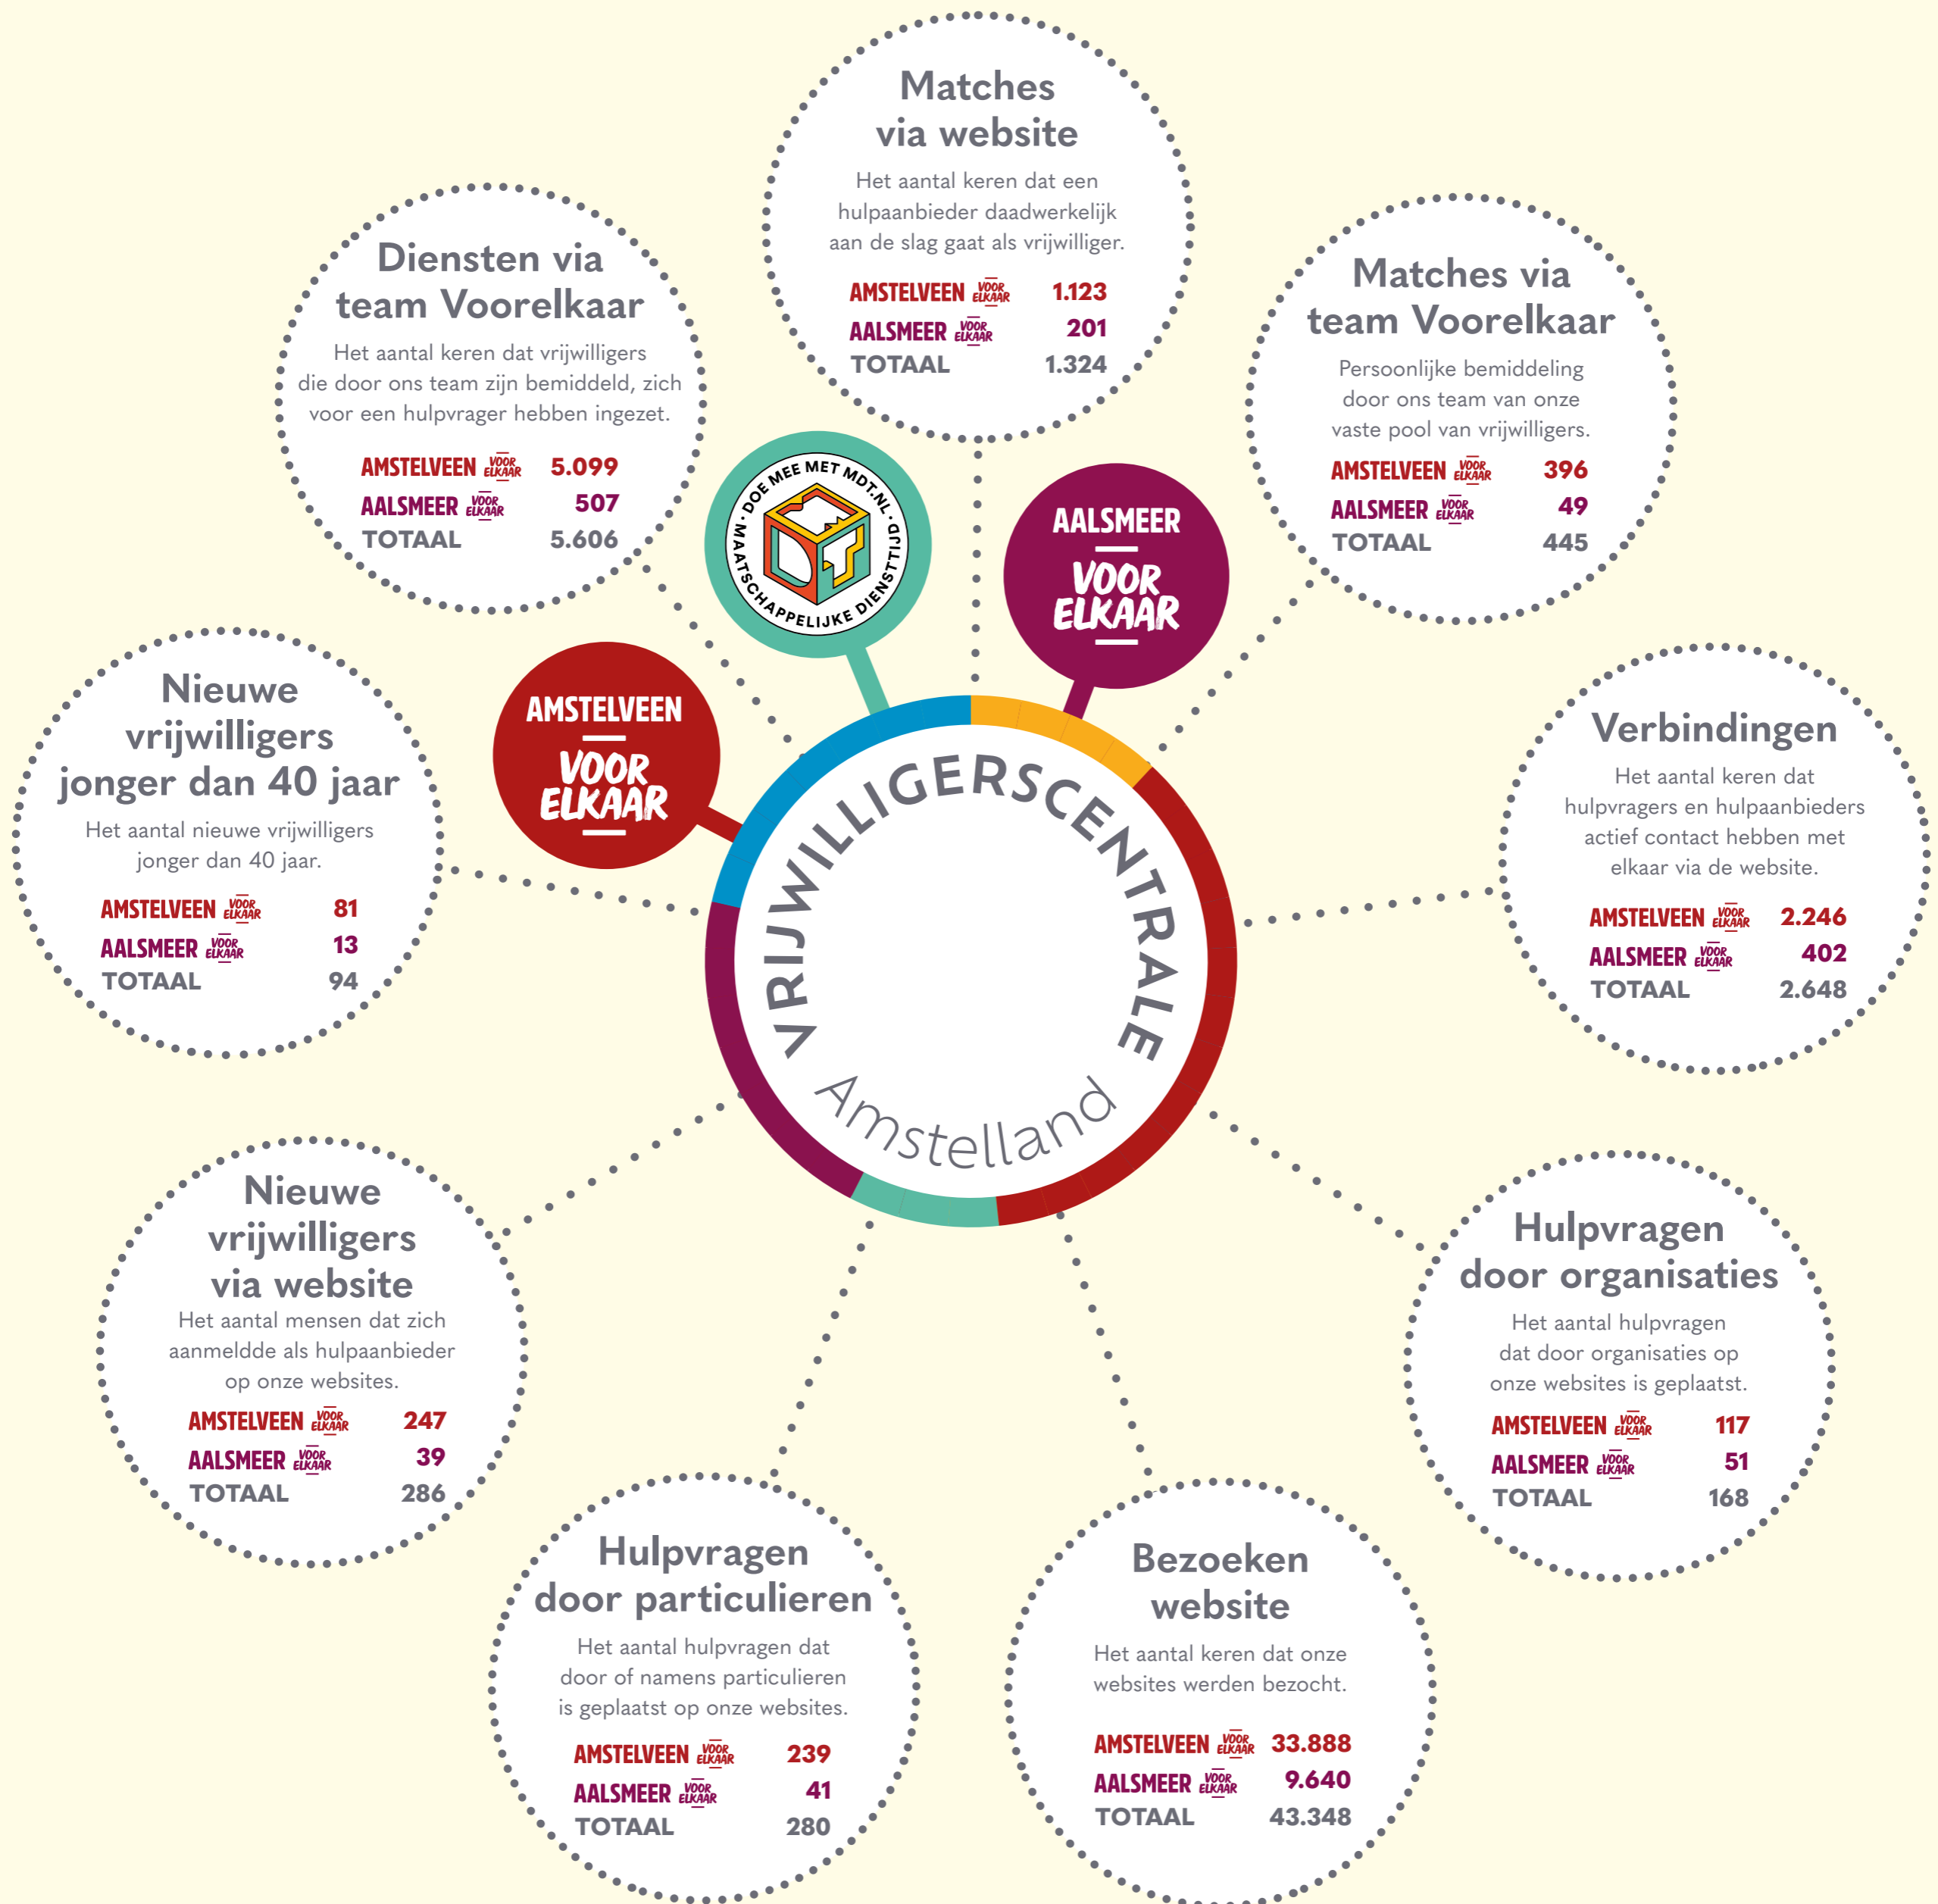 Matches
via website
Het aantal keren dat een
hulpaanbieder daadwerkelijk
aan de slag gaat als vrijwilliger.
AMSTELVEEN VOOR ELKAAR 1.123
AALSMEER VOOR ELKAAR 201
TOTAAL 1.324
Diensten via
team Voorelkaar
Het aantal keren dat vrijwilligers
die door ons team zijn bemiddeld, zich
voor een hulpvrager hebben ingezet.
AMSTELVEEN VOOR ELKAAR 5.099
AALSMEER VOOR ELKAAR 507
TOTAAL 5.606
Matches via
team Voorelkaar
Persoonlijke bemiddeling
door ons team van onze
vaste pool van vrijwilligers.
AMSTELVEEN VOOR ELKAAR 396
AALSMEER VOOR ELKAAR 49
TOTAAL 445
· DOE MEE MET MDT.NL · MAATSCHAPPELIJKE DIENSTTIJD
AALSMEER
VOOR
ELKAAR
AMSTELVEEN
VOOR
ELKAAR
Nieuwe
vrijwilligers
jonger dan 40 jaar
Het aantal nieuwe vrijwilligers
jonger dan 40 jaar.
AMSTELVEEN VOOR ELKAAR 81
AALSMEER VOOR ELKAAR 13
TOTAAL 94
VRIJWILLIGERSCENTRALE
Amstelland
Verbindingen
Het aantal keren dat
hulpvragers en hulpaanbieders
actief contact hebben met
elkaar via de website.
AMSTELVEEN VOOR ELKAAR 2.246
AALSMEER VOOR ELKAAR 402
TOTAAL 2.648
Nieuwe
vrijwilligers
via website
Het aantal mensen dat zich
aanmeldde als hulpaanbieder
op onze websites.
AMSTELVEEN VOOR ELKAAR 247
AALSMEER VOOR ELKAAR 39
TOTAAL 286
Hulpvragen
door organisaties
Het aantal hulpvragen
dat door organisaties op
onze websites is geplaatst.
AMSTELVEEN VOOR ELKAAR 117
AALSMEER VOOR ELKAAR 51
TOTAAL 168
Hulpvragen
door particulieren
Het aantal hulpvragen dat
door of namens particulieren
is geplaatst op onze websites.
AMSTELVEEN VOOR ELKAAR 239
AALSMEER VOOR ELKAAR 41
TOTAAL 280
Bezoeken
website
Het aantal keren dat onze
websites werden bezocht.
AMSTELVEEN VOOR ELKAAR 33.888
AALSMEER VOOR ELKAAR 9.640
TOTAAL 43.348